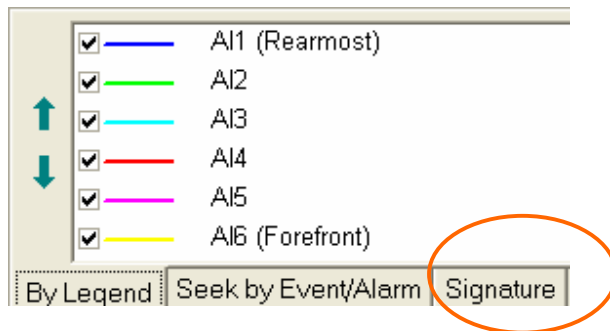 AI1 (Rearmost)
AI2
AI3
AI4
AI5
AI6 (Forefront)
By Legend Seek by Event/Alarm Signature